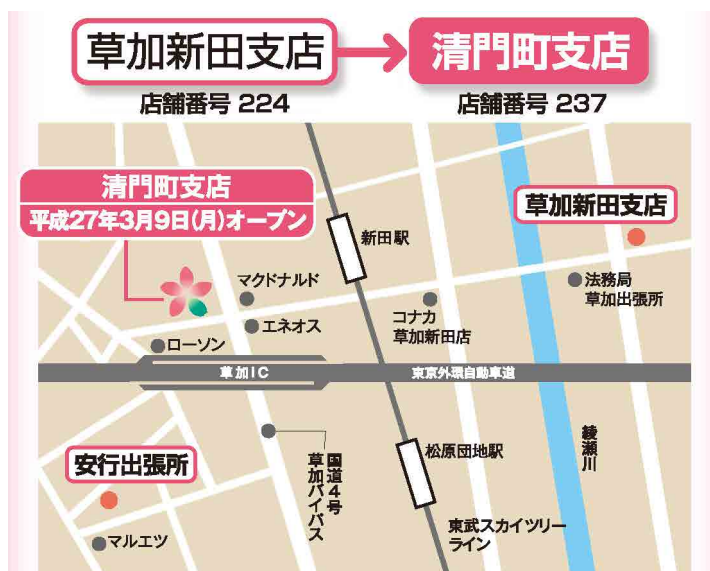 草加新田支店
清門町支店
店舗番号 224
店舗番号 237
清門町支店
平成27年3月9日(月)オープン
草加新田支店
新田駅
マクドナルド
法務局
草加出張所
エネオス
コナカ
草加新田店
ローソン
草加IC
東京外環自動車道
安行出張所
国道4号
草加バイパス
松原団地駅
綾瀬川
東武スカイツリー
ライン
マルエツ